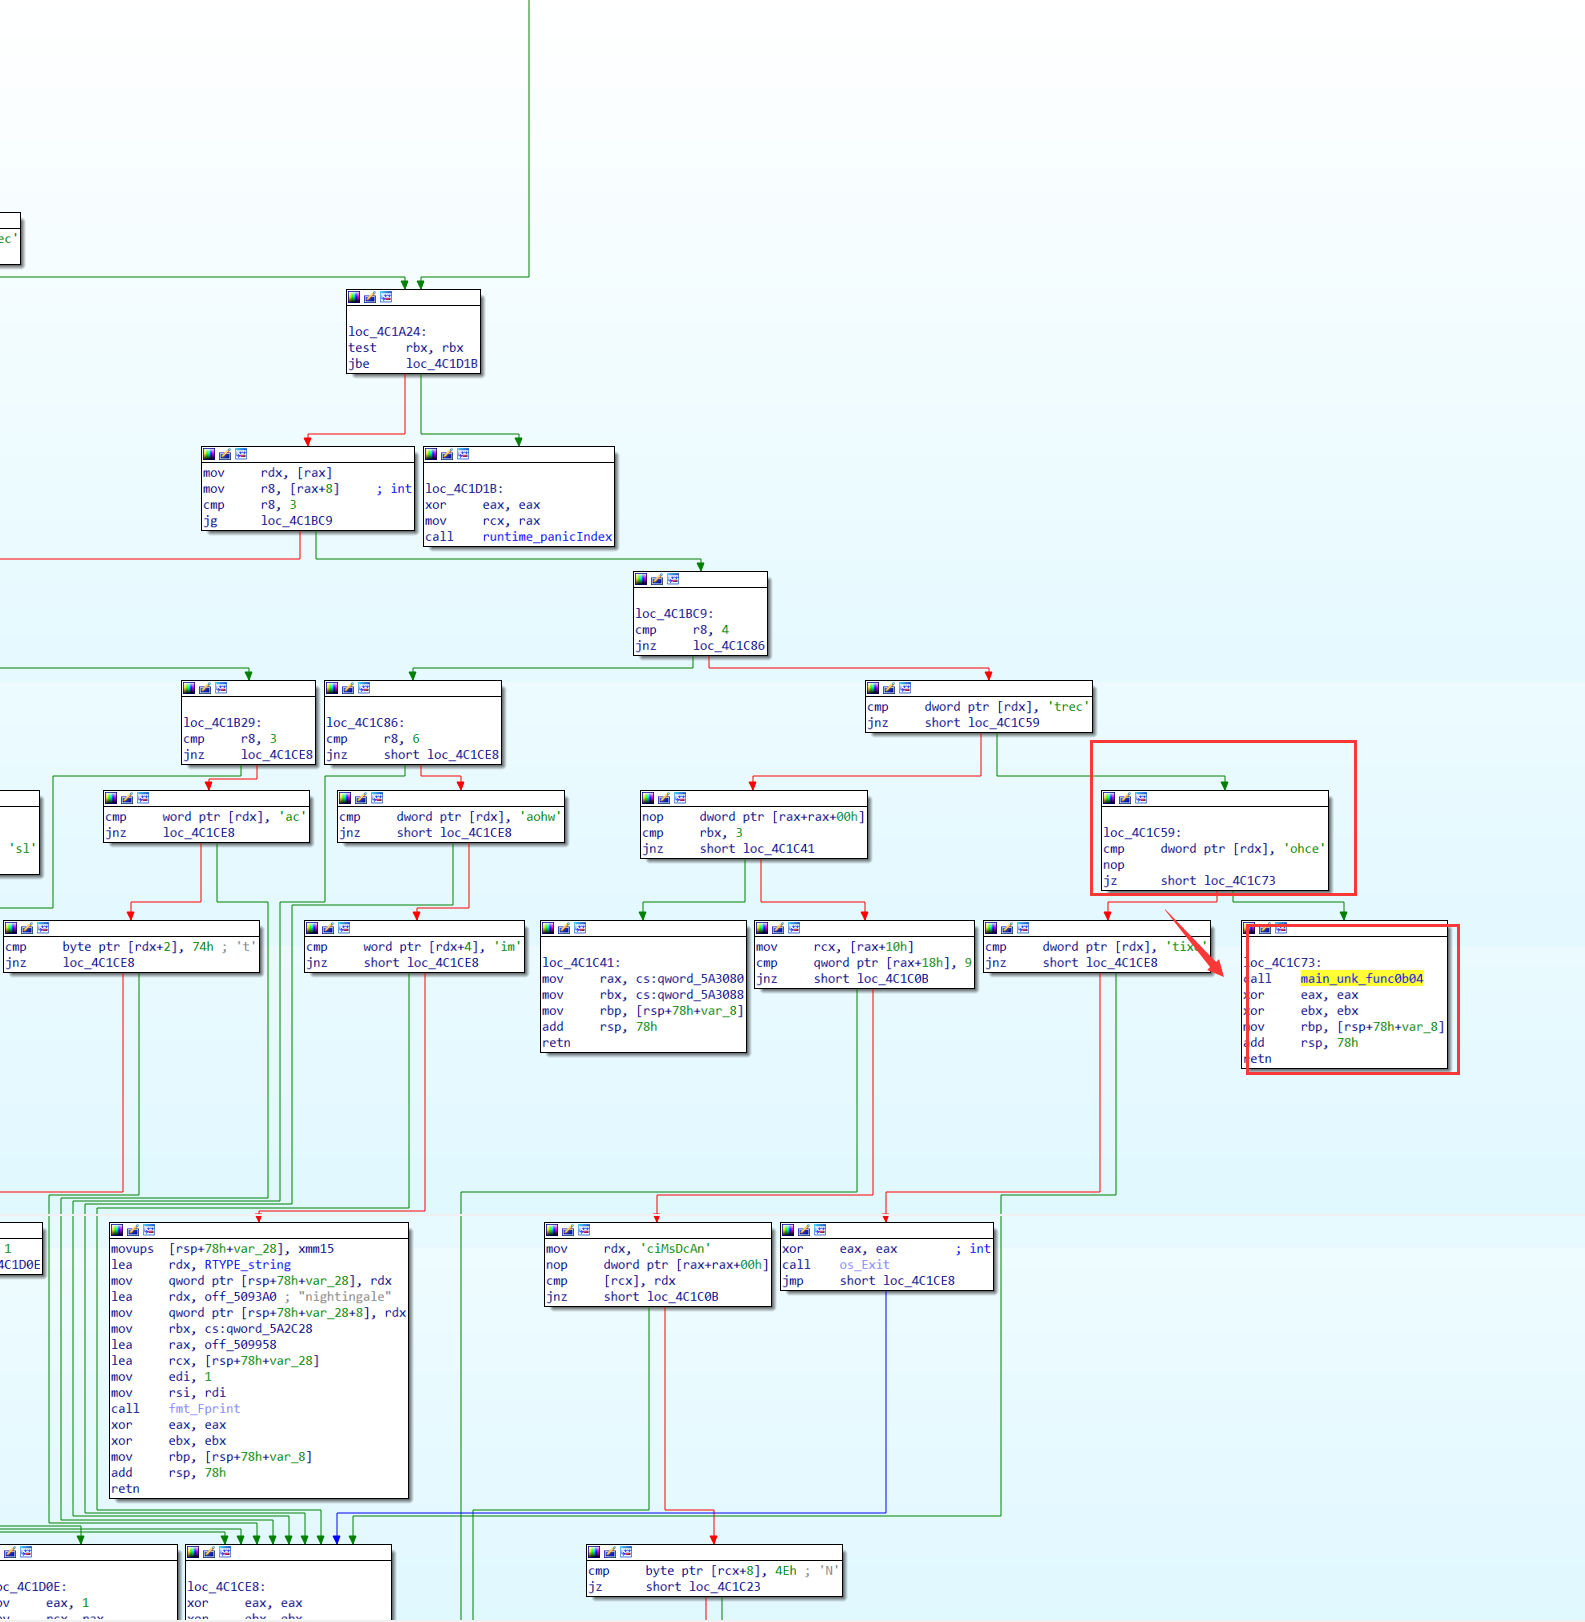 ec'
loc_4C1A24:
test rbx, rbx
jbe loc_4C1D1B
mov rdx, [rax]
mov r8, [rax+8] ; int
cmp r8, 3
jg loc_4C1BC9
loc_4C1D1B:
xor eax, eax
mov rcx, rax
call runtime_panicIndex
loc_4C1BC9:
cmp r8, 4
jnz loc_4C1C86
loc_4C1B29:
cmp r8, 3
jnz loc_4C1CE8
loc_4C1C86:
cmp r8, 6
jnz short loc_4C1CE8
cmp dword ptr [rdx], 'trec'
jnz short loc_4C1C59
'sl'
cmp word ptr [rdx], 'ac'
jnz loc_4C1CE8
cmp dword ptr [rdx], 'aohw'
jnz short loc_4C1CE8
nop dword ptr [rax+rax+00h]
cmp rbx, 3
jnz short loc_4C1C41
loc_4C1C59:
cmp dword ptr [rdx], 'ohce'
nop
jz short loc_4C1C73
cmp byte ptr [rdx+2], 74h ; 't'
jnz loc_4C1CE8
cmp word ptr [rdx+4], 'im'
jnz short loc_4C1CE8
loc_4C1C41:
mov rax, cs:qword_5A3080
mov rbx, cs:qword_5A3088
mov rbp, [rsp+78h+var_8]
add rsp, 78h
retn
mov rcx, [rax+10h]
cmp qword ptr [rax+18h], 9
jnz short loc_4C1C0B
cmp dword ptr [rdx], 'tixe'
jnz short loc_4C1CE8
loc_4C1C73:
call main_unk_func0b04
xor eax, eax
xor ebx, ebx
mov rbp, [rsp+78h+var_8]
add rsp, 78h
retn
1
4C1D0E
movups [rsp+78h+var_28], xmm15
lea rdx, RTYPE_string
mov qword ptr [rsp+78h+var_28], rdx
lea rdx, off_5093A0 ; "nightingale"
mov qword ptr [rsp+78h+var_28+8], rdx
mov rbx, cs:qword_5A2C28
lea rax, off_509958
lea rcx, [rsp+78h+var_28]
mov edi, 1
mov rsi, rdi
call fmt_Fprint
xor eax, eax
xor ebx, ebx
mov rbp, [rsp+78h+var_8]
add rsp, 78h
retn
mov rdx, 'ciMsDcAn'
nop dword ptr [rax+rax+00h]
cmp [rcx], rdx
jnz short loc_4C1C0B
xor eax, eax ; int
call os_Exit
jmp short loc_4C1CE8
oc_4C1D0E:
ov eax, 1
ov rcx, rax
loc_4C1CE8:
xor eax, eax
xor ebx, ebx
cmp byte ptr [rcx+8], 4Eh ; 'N'
jz short loc_4C1C23